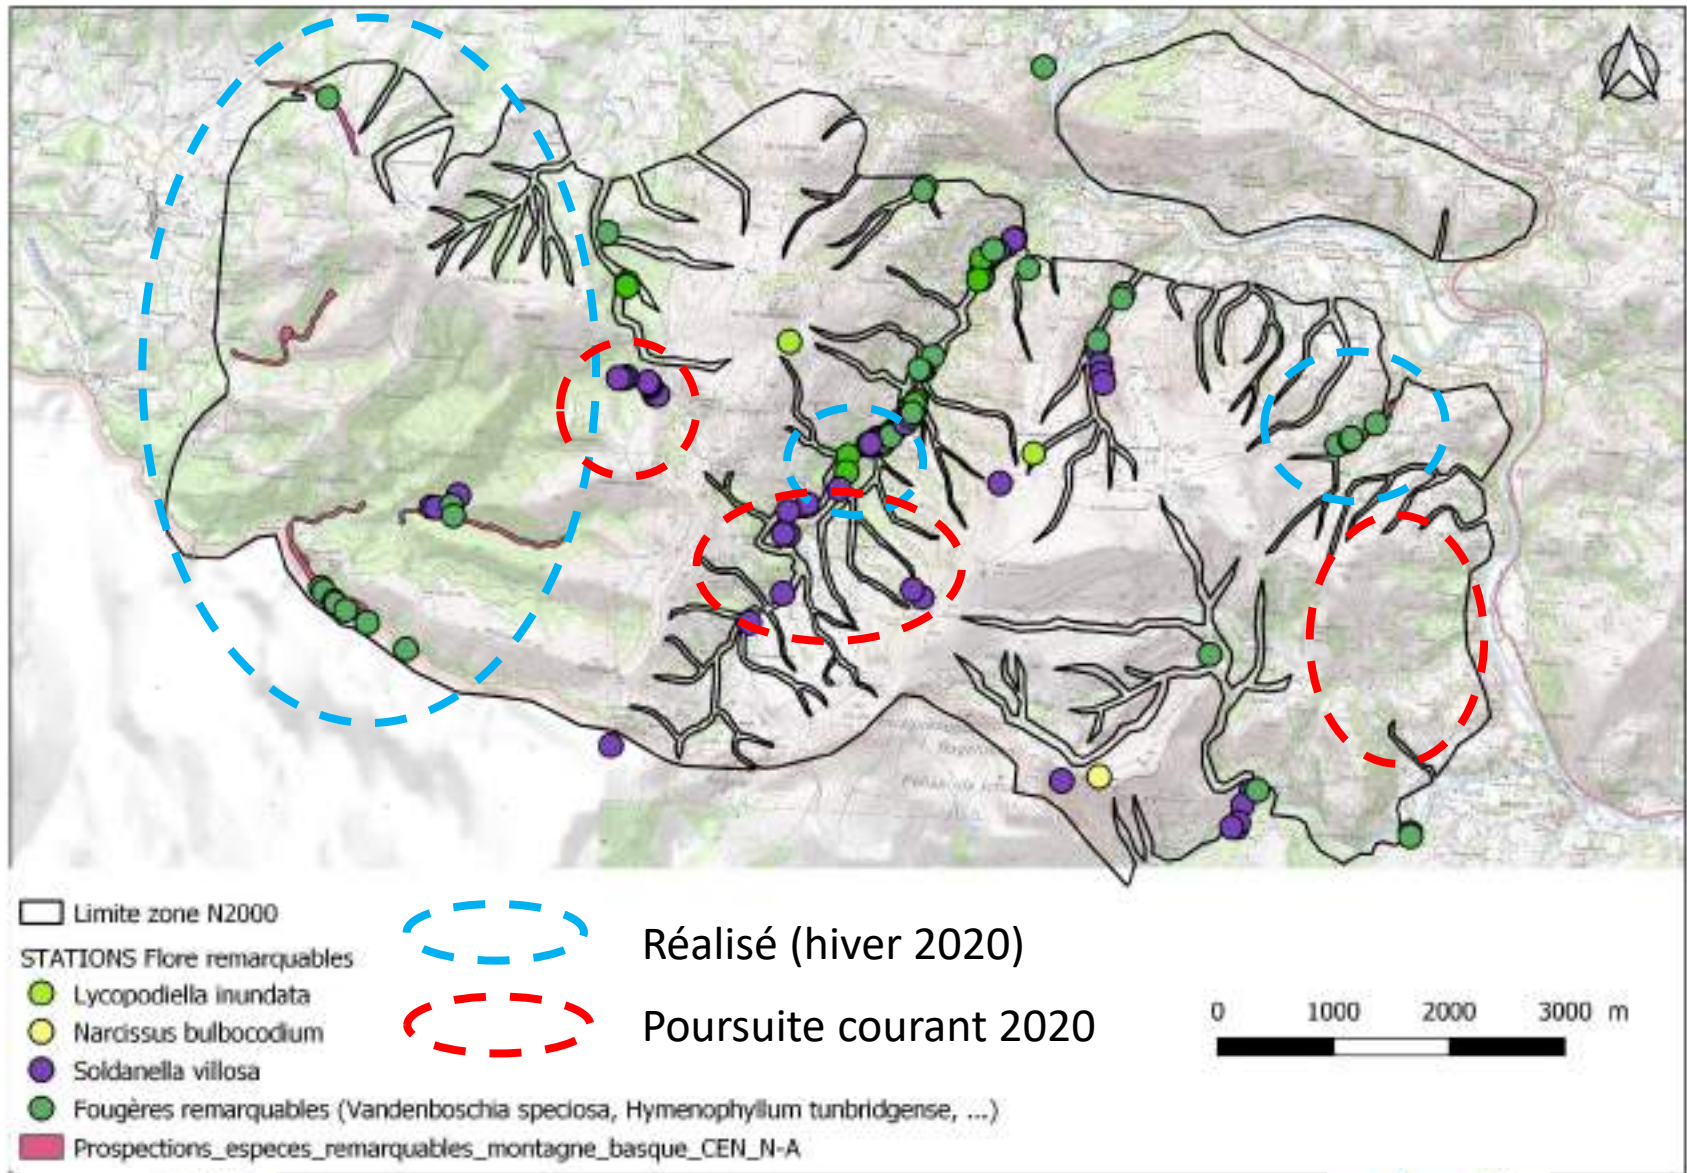 Limite zone N2000
STATIONS Flore remarquables
Lycopodiella inundata
Narcissus bulbocodium
Soldanella villosa
Fougères remarquables (Vandenboschia speciosa, Hymenophyllum tunbridgense, ...)
Prospections_especes_remarquables_montagne_basque_CEN_N-A
Réalisé (hiver 2020)
Poursuite courant 2020
0 1000 2000 3000 m